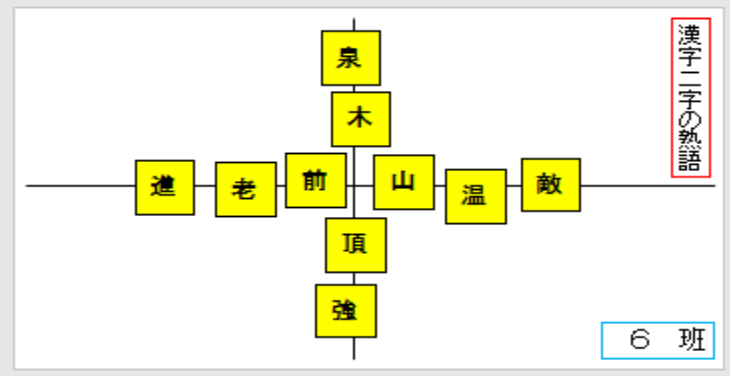 漢字二字の熟語
泉
木
進 老 前 山 温 敵
頂
強
６ 班